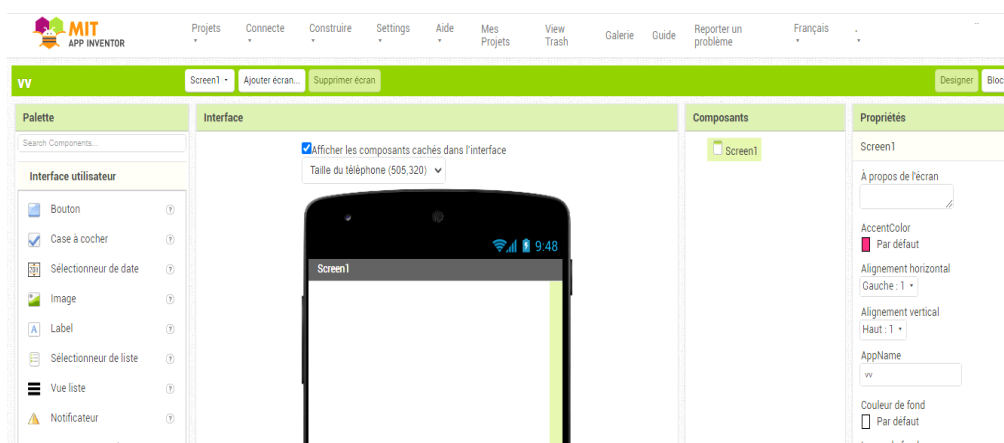 MIT
APP INVENTOR
Projets
Connecte
Construire
Settings
Aide
Mes Projets
View Trash
Galerie
Guide
Reporter un problème
Français
vv
Screen1
Ajouter écran...
Supprimer écran
Designer
Bloc
Palette
Search Components...
Interface utilisateur
Bouton
Case à cocher
Sélectionneur de date
Image
Label
Sélectionneur de liste
Vue liste
Notificateur
Interface
Afficher les composants cachés dans l'interface
Taille du téléphone (505,320)
9:48
Screen1
Composants
Screen1
Propriétés
Screen1
À propos de l'écran
AccentColor
Par défaut
Alignement horizontal
Gauche : 1
Alignement vertical
Haut : 1
AppName
vv
Couleur de fond
Par défaut